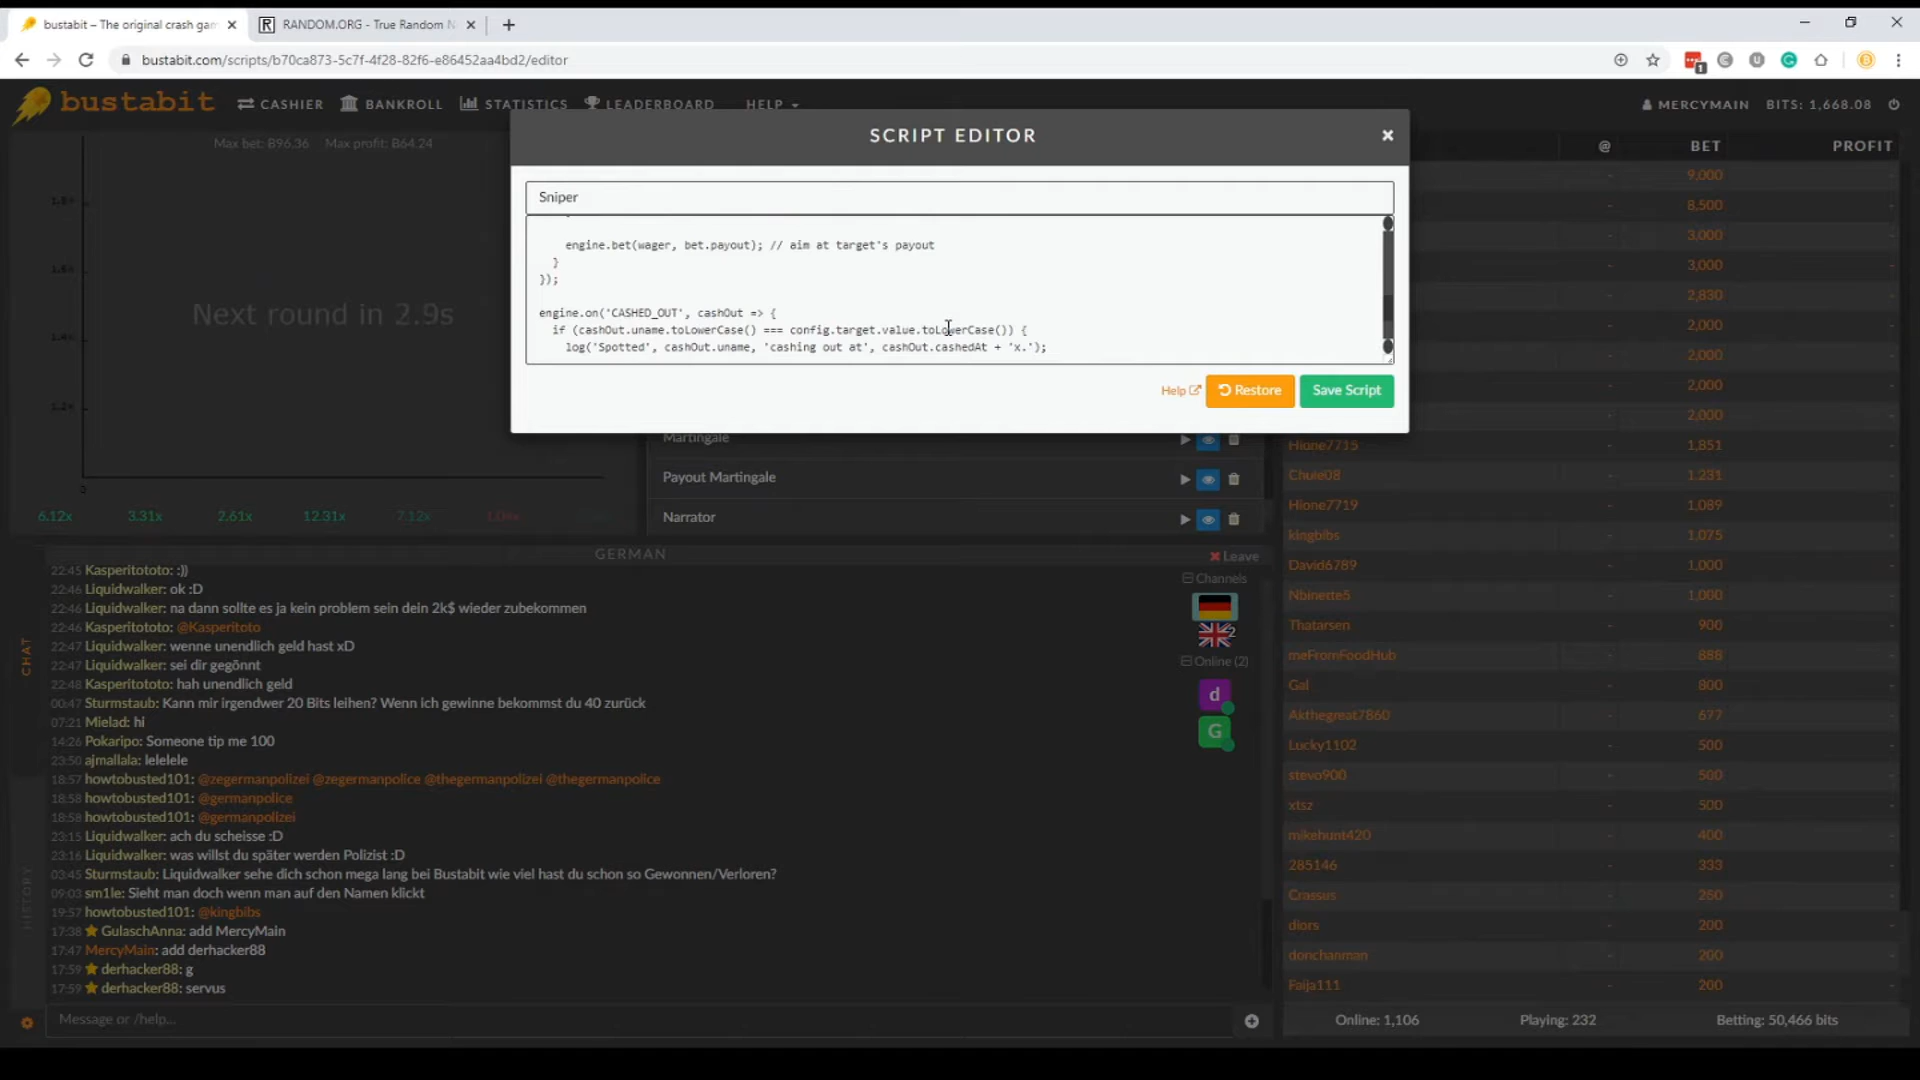 bustabit – The original crash gam
RANDOM.ORG - True Random N
bustabit.com/scripts/b70ca873-5c7f-4f28-82f6-e86452aa4bd2/editor
bustabit
CASHIER
BANKROLL
STATISTICS
LEADERBOARD
HELP
MERCYMAIN
BITS: 1,668.08
Max bet: Ƀ96.36 Max profit: Ƀ64.24
Next round in 2.9s
0
6.12x 3.31x 2.61x 12.31x 7.12x
SCRIPT EDITOR
Sniper
engine.bet(wager, bet.payout); // aim at target's payout
}
});
engine.on('CASHED_OUT', cashOut => {
if (cashOut.uname.toLowerCase() === config.target.value.toLowerCase()) {
log('Spotted', cashOut.uname, 'cashing out at', cashOut.cashedAt + 'x.');
Help
Restore
Save Script
Martingale
Payout Martingale
Narrator
GERMAN
Leave
CHAT
HISTORY
22:45 Kasperitototo: :))
22:46 Liquidwalker: ok :D
22:46 Liquidwalker: na dann sollte es ja kein problem sein dein 2k$ wieder zubekommen
22:46 Kasperitototo: @Kasperitoto
22:47 Liquidwalker: wenne unendlich geld hast xD
22:47 Liquidwalker: sei dir gegönnt
22:48 Kasperitototo: hah unendlich geld
00:47 Sturmstaub: Kann mir irgendwer 20 Bits leihen? Wenn ich gewinne bekommst du 40 zurück
07:21 Mielad: hi
14:26 Pokaripo: Someone tip me 100
23:50 ajmallala: lelelele
18:57 howtobusted101: @zegermanpolizei @zegermanpolice @thegermanpolizei @thegermanpolice
18:58 howtobusted101: @germanpolice
18:58 howtobusted101: @germanpolizei
23:15 Liquidwalker: ach du scheisse :D
23:16 Liquidwalker: was willst du später werden Polizist :D
03:45 Sturmstaub: Liquidwalker sehe dich schon mega lang bei Bustabit wie viel hast du schon so Gewonnen/Verloren?
09:03 sm1le: Sieht man doch wenn man auf den Namen klickt
19:57 howtobusted101: @kingbibs
17:38 GulaschAnna: add MercyMain
17:47 MercyMain: add derhacker88
17:59 derhacker88: g
17:59 derhacker88: servus
Message or /help...
Channels
2
Online (2)
d
G
@ BET PROFIT
- 9,000 -
- 8,500 -
- 3,000 -
- 3,000 -
- 2,830 -
- 2,000 -
- 2,000 -
- 2,000 -
- 2,000 -
Hione7715 - 1,851 -
Chule08 - 1,231 -
Hione7719 - 1,089 -
kingbibs - 1,075 -
David6789 - 1,000 -
Nbinette5 - 1,000 -
Thatarsen - 900 -
meFromFoodHub - 888 -
Gal - 800 -
Akthegreat7860 - 677 -
Lucky1102 - 500 -
stevo900 - 500 -
xtsz - 500 -
mikehunt420 - 400 -
285146 - 333 -
Crassus - 250 -
diors - 200 -
donchanman - 200 -
Faija111 - 200 -
Online: 1,106 Playing: 232 Betting: 50,466 bits